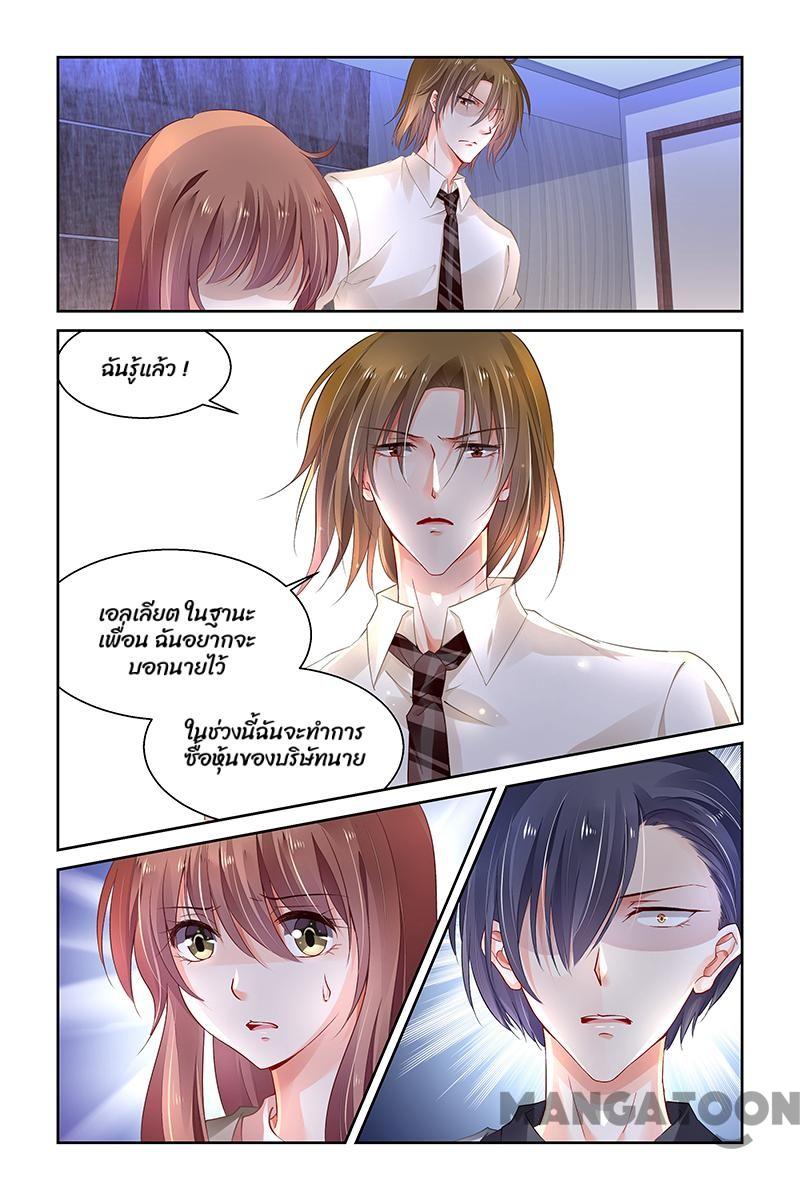 ฉันรู้แล้ว !
เอลเลียต ในฐานะ
เพื่อน ฉันอยากจะ
บอกนายไว้
ในช่วงนี้ฉันจะทำการ
ซื้อหุ้นของบริษัทนาย
MANGATOON